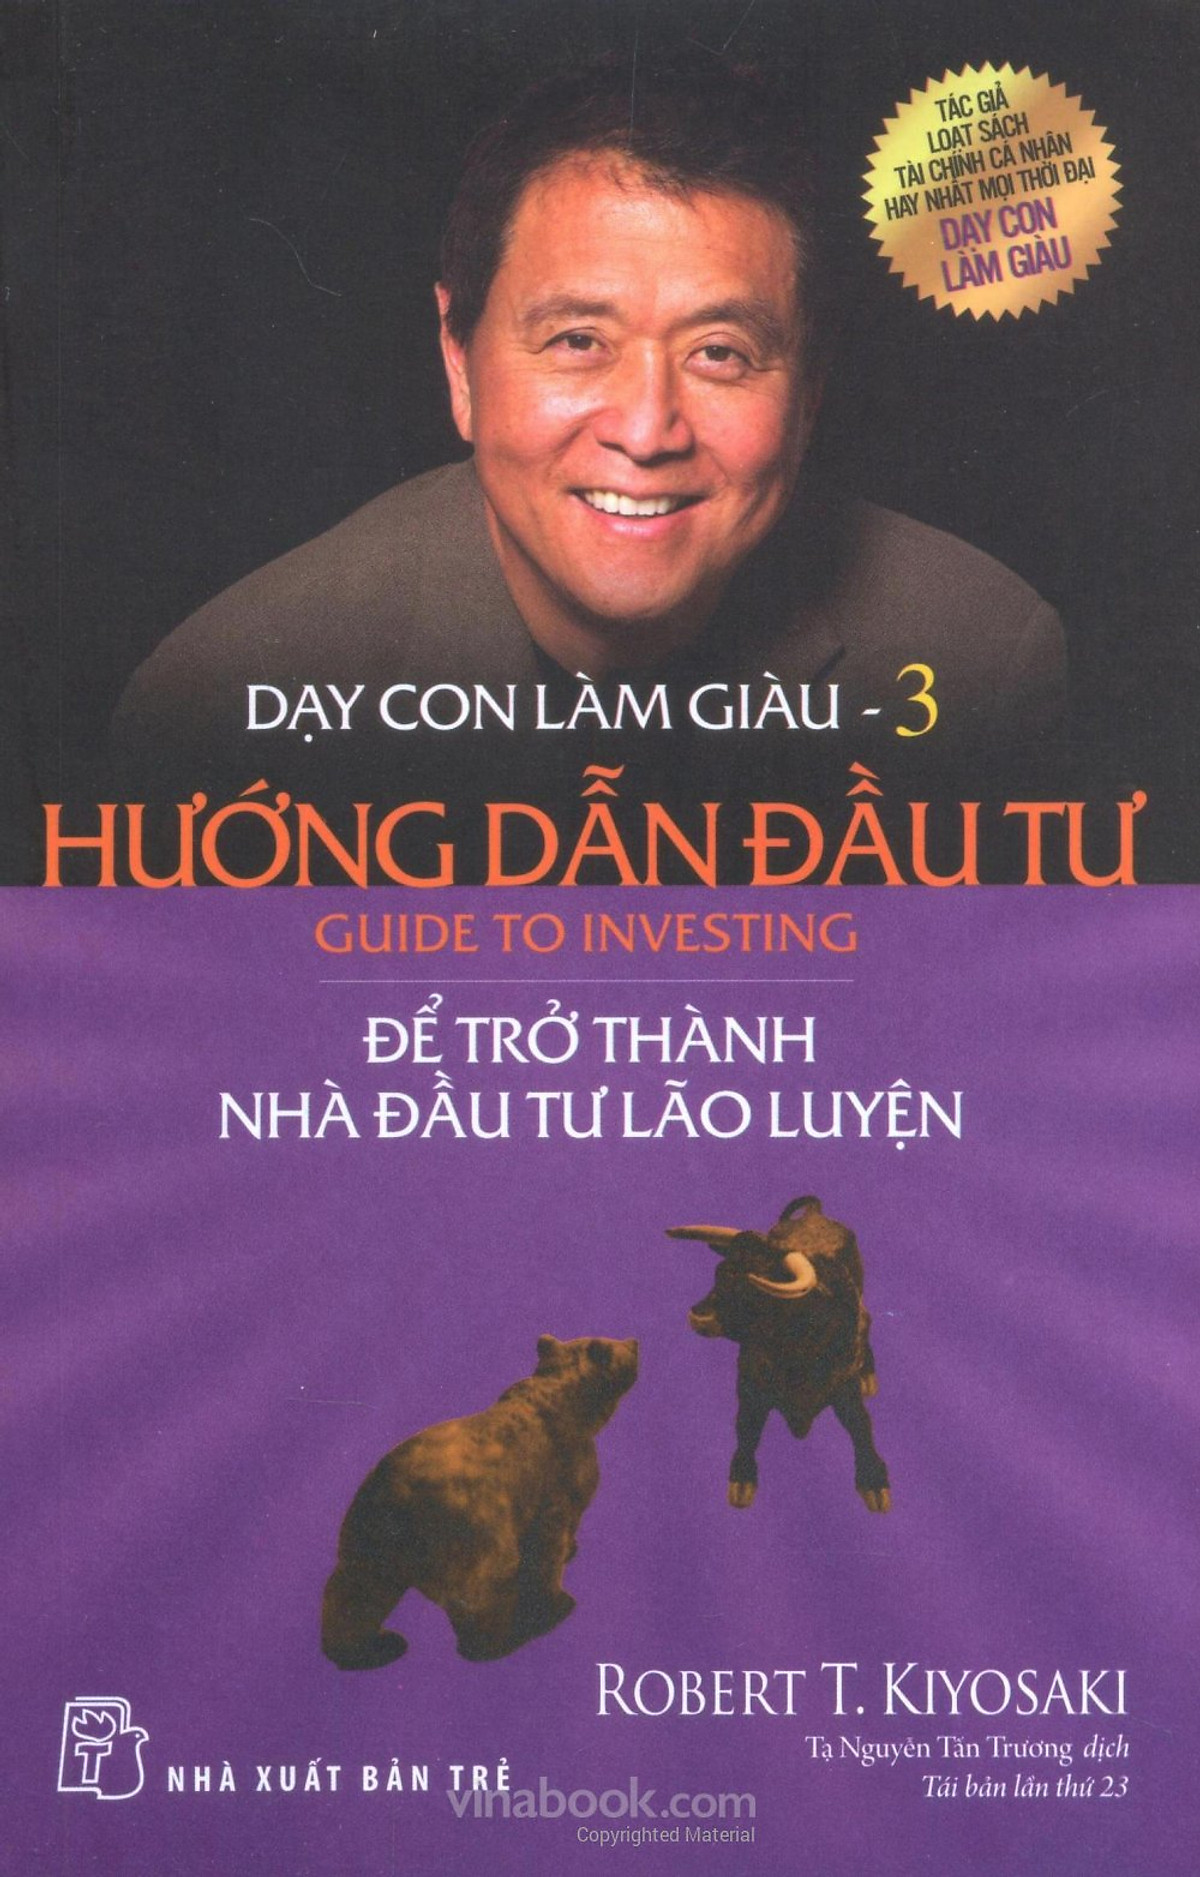 TÁC GIẢ
LOẠT SÁCH
TÀI CHÍNH CÁ NHÂN
HAY NHẤT MỌI THỜI ĐẠI
DẠY CON
LÀM GIÀU
DẠY CON LÀM GIÀU - 3
HƯỚNG DẪN ĐẦU TƯ
GUIDE TO INVESTING
ĐỂ TRỞ THÀNH
NHÀ ĐẦU TƯ LÃO LUYỆN
ROBERT T. KIYOSAKI
Tạ Nguyễn Tấn Trương dịch
Tái bản lần thứ 23
T
NHÀ XUẤT BẢN TRẺ
vinabook.com
Copyrighted Material